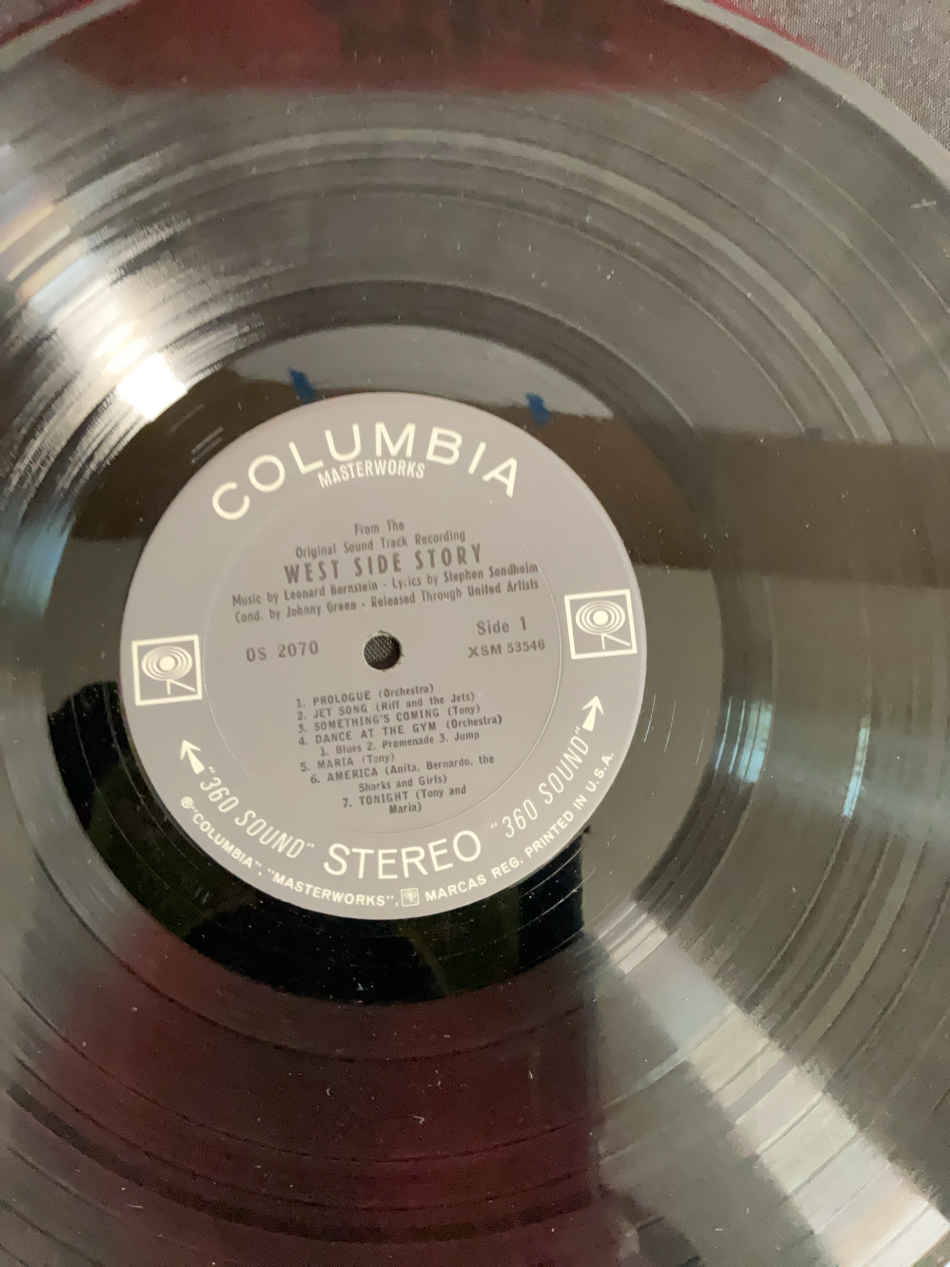 COLUMBIA
MASTERWORKS
From The
Original Sound Track Recording
WEST SIDE STORY
Music by Leonard Bernstein - Lyrics by Stephen Sondheim
Cond. by Johnny Green - Released Through United Artists
OS 2070
Side 1
XSM 53546
1. PROLOGUE (Orchestra)
2. JET SONG (Riff and the Jets)
3. SOMETHING'S COMING (Tony)
4. DANCE AT THE GYM (Orchestra)
1. Blues 2. Promenade 3. Jump
5. MARIA (Tony)
6. AMERICA (Anita, Bernardo, the
Sharks and Girls)
7. TONIGHT (Tony and
Maria)
"360 SOUND" STEREO "360 SOUND"
® "COLUMBIA", "MASTERWORKS", MARCAS REG. PRINTED IN U.S.A.